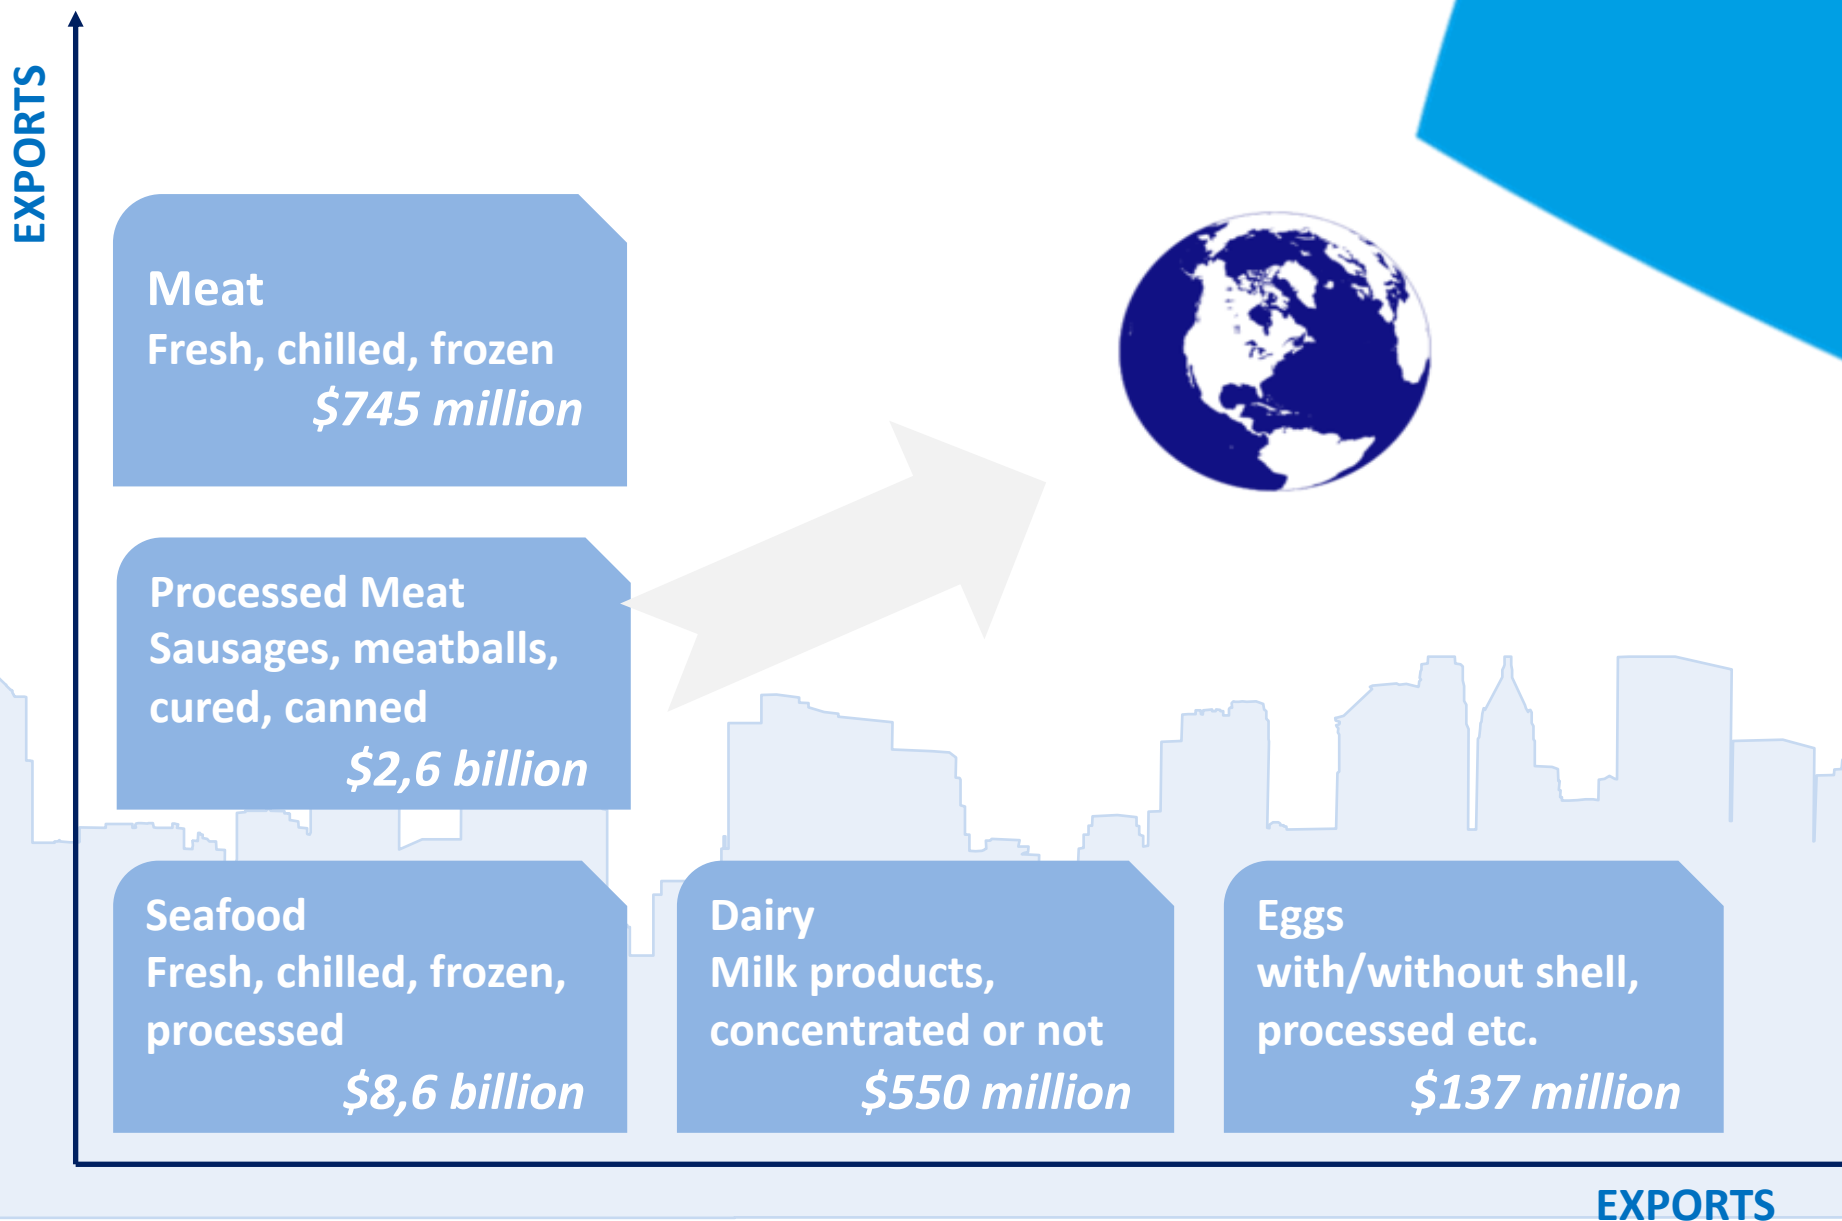 EXPORTS
Meat
Fresh, chilled, frozen
$745 million
Processed Meat
Sausages, meatballs,
cured, canned
$2,6 billion
Seafood
Fresh, chilled, frozen,
processed
$8,6 billion
Dairy
Milk products,
concentrated or not
$550 million
Eggs
with/without shell,
processed etc.
$137 million
EXPORTS